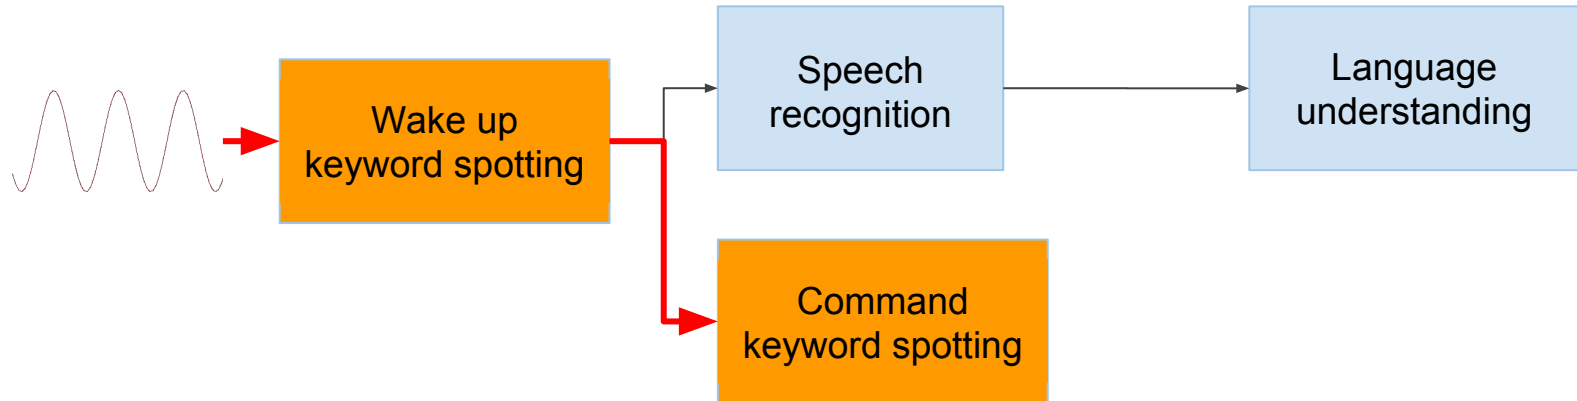 Wake up
keyword spotting
Speech
recognition
Language
understanding
Command
keyword spotting